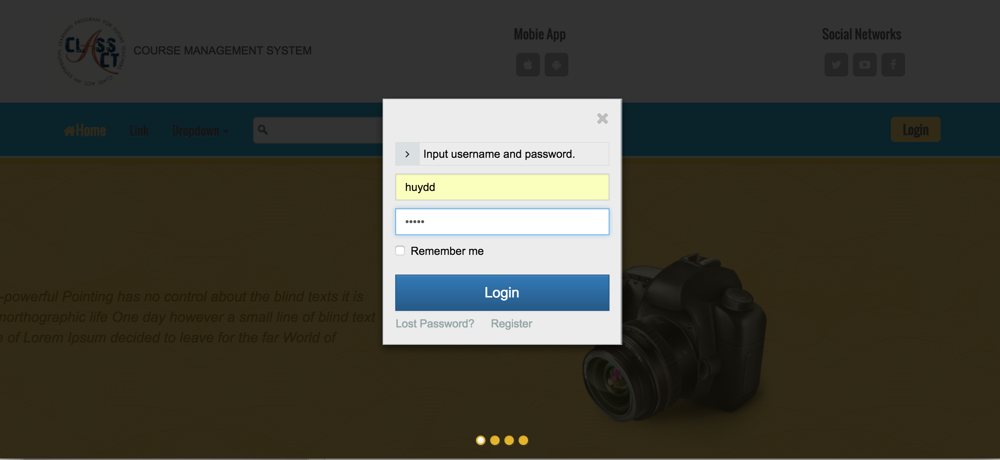 AN EXPERIENTIAL LEARNING PROGRAM FOR FUTURE TEACHERS
CLASS ACT:
CLASS
ACT
COURSE MANAGEMENT SYSTEM
Mobie App
Social Networks
Home
Link
Dropdown
Login
Input username and password.
huydd
•••••
Remember me
Login
Lost Password?
Register
-powerful Pointing has no control about the blind texts it is
northographic life One day however a small line of blind text
e of Lorem Ipsum decided to leave for the far World of